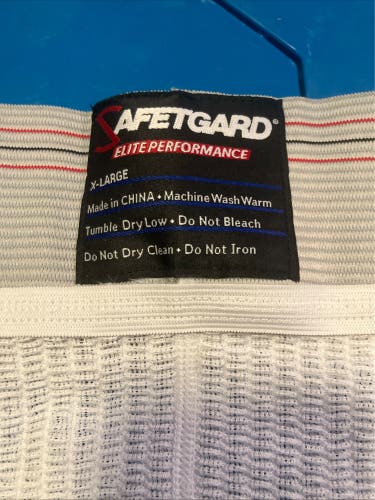 SAFETGARD®
ELITE PERFORMANCE
X-LARGE
Made in CHINA • Machine Wash Warm
Tumble Dry Low • Do Not Bleach
Do Not Dry Clean • Do Not Iron